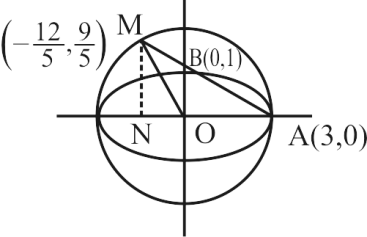 M
(-12/5, 9/5)
B(0,1)
N O A(3,0)